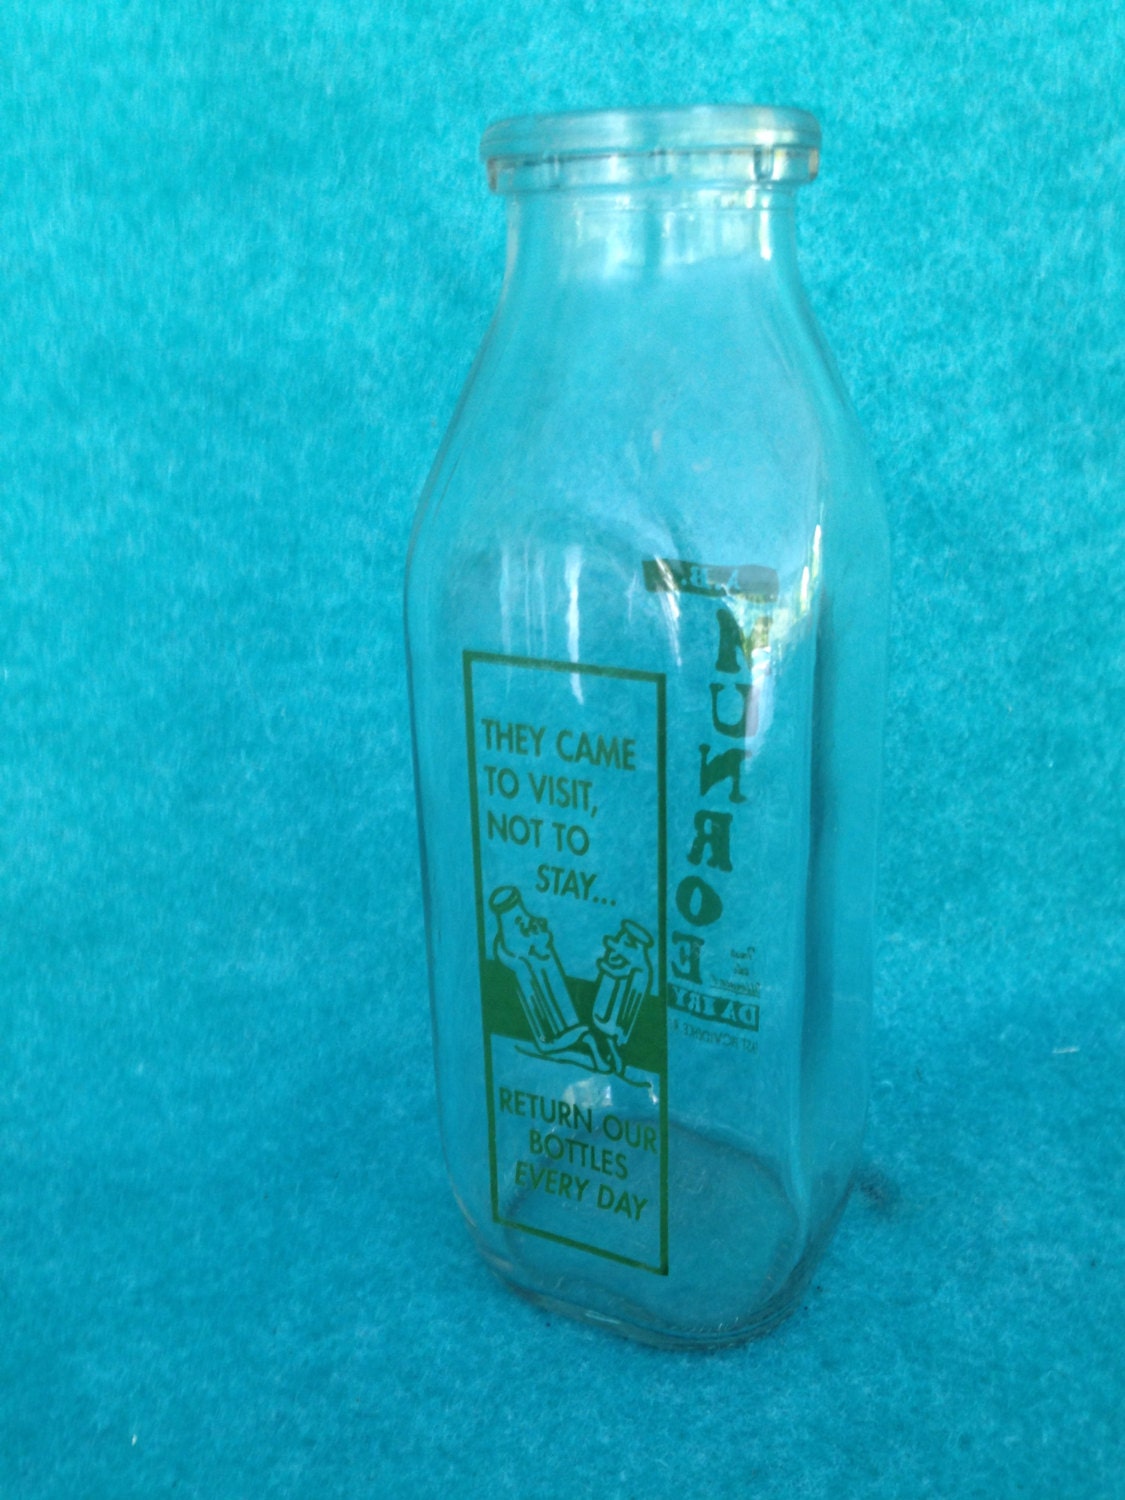 THEY CAME
TO VISIT,
NOT TO
STAY...
RETURN OUR
BOTTLES
EVERY DAY
A.B.
MUNROE
DAIRY